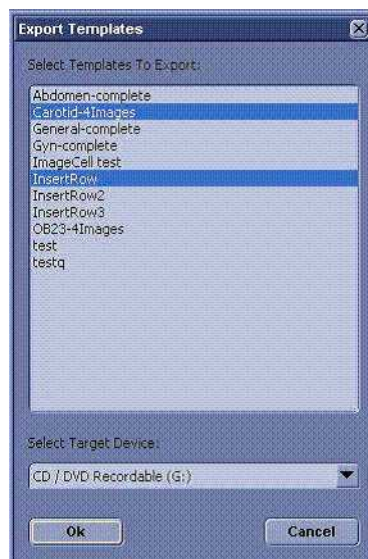 Export Templates
Select Templates To Export:
Abdomen-complete
Carotid-4Images
General-complete
Gyn-complete
ImageCell test
InsertRow
InsertRow2
InsertRow3
OB23-4Images
test
testq
Select Target Device:
CD / DVD Recordable (G:)
Ok
Cancel